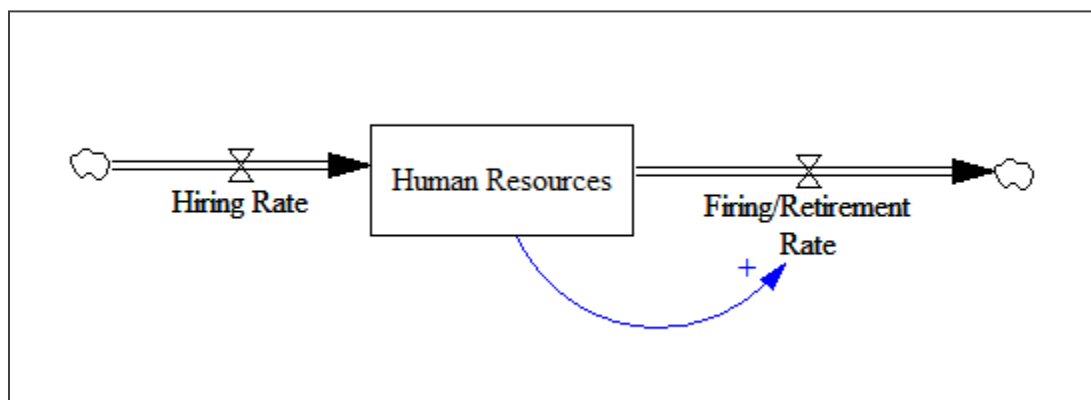 Human Resources
Hiring Rate
Firing/Retirement
Rate
+